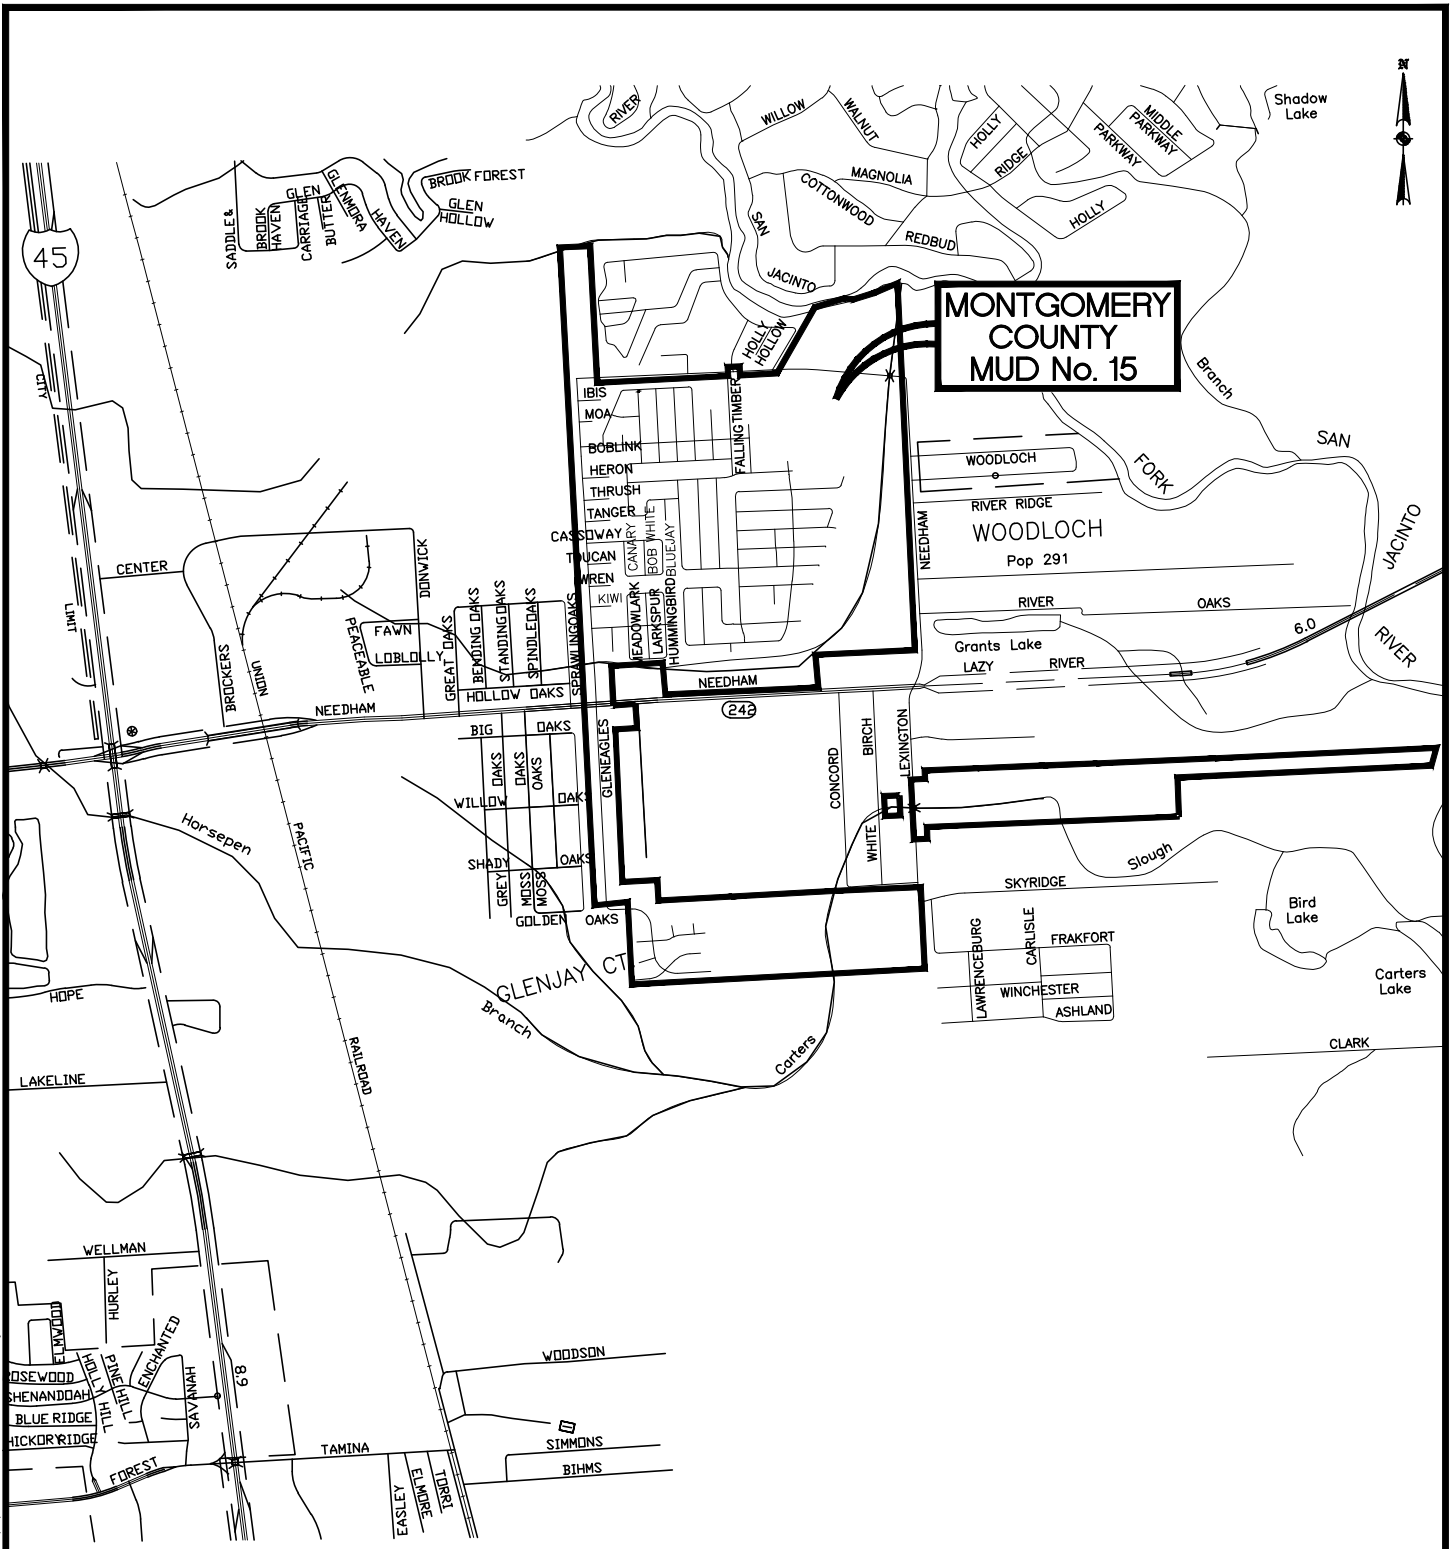 N
RIVER
WILLOW
WALNUT
HOLLY
RIDGE
PARKWAY
MIDDLE
PARKWAY
Shadow
Lake
MAGNOLIA
COTTONWOOD
HOLLY
SAN
REDBUD
JACINTO
BROOK FOREST
GLEN
HOLLOW
SADDLE &
BROOK
HAVEN
GLEN
CARRIAGE
BUTTER
GLENMORA
HAVEN
45
MONTGOMERY
COUNTY
MUD No. 15
HOLLY
HOLLOW
Branch
CITY
IBIS
MOA
BOBLINK
HERON
THRUSH
TANGER
CASSOWAY
TOUCAN
WREN
KIWI
FALLING TIMBER
CANARY
BOB WHITE
BLUEJAY
MEADOWLARK
LARKSPUR
HUMMINGBIRD
WOODLOCH
RIVER RIDGE
WOODLOCH
Pop 291
NEEDHAM
FORK
SAN
JACINTO
RIVER
CENTER
LIMIT
DONWICK
BROCKERS
UNION
PEACEABLE
FAWN
LOBLOLLY
GREAT OAKS
BENDING OAKS
STANDING OAKS
SPINDLE OAKS
SPRAWLING OAKS
HOLLOW OAKS
RIVER
OAKS
Grants Lake
LAZY
RIVER
6.0
NEEDHAM
NEEDHAM
242
BIG
OAKS
OAKS
OAKS
OAKS
GLENEAGLES
WILLOW
OAKS
CONCORD
BIRCH
WHITE
LEXINGTON
Horsepen
PACIFIC
SHADY
OAKS
GREY
MOSS
MOSS
GOLDEN
OAKS
Slough
SKYRIDGE
Bird
Lake
LAWRENCEBURG
CARLISLE
FRAKFORT
WINCHESTER
ASHLAND
Carters
Lake
GLENJAY CT
Branch
Carters
CLARK
HOPE
LAKELINE
RAILROAD
WELLMAN
HURLEY
ELMWOOD
ENCHANTED
ROSEWOOD
SHENANDOAH
BLUE RIDGE
HICKORY RIDGE
HOLLY HILL
PINE HILL
SAVANAH
8.9
FOREST
TAMINA
WOODSON
SIMMONS
BIHMS
EASLEY
ELMORE
TORRI